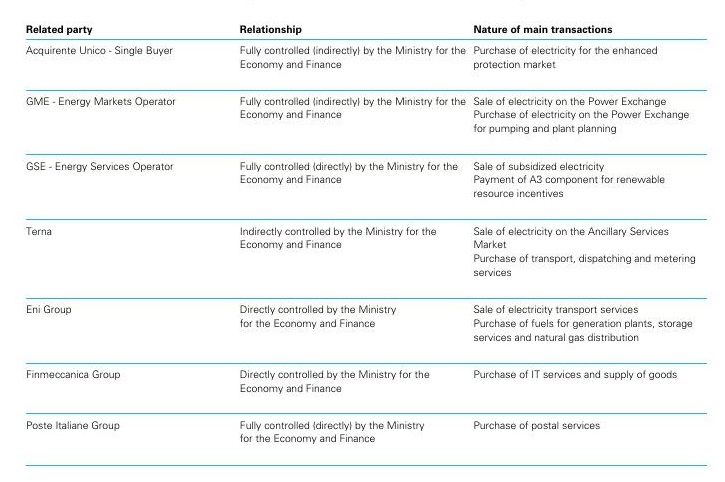 Related party Relationship Nature of main transactions
Acquirente Unico - Single Buyer Fully controlled (indirectly) by the Ministry for the Purchase of electricity for the enhanced
Economy and Finance protection market
GME - Energy Markets Operator Fully controlled (indirectly) by the Ministry for the Sale of electricity on the Power Exchange
Economy and Finance Purchase of electricity on the Power Exchange
for pumping and plant planning
GSE - Energy Services Operator Fully controlled (directly) by the Ministry for the Sale of subsidized electricity
Economy and Finance Payment of A3 component for renewable
resource incentives
Terna Indirectly controlled by the Ministry for the Sale of electricity on the Ancillary Services
Economy and Finance Market
Purchase of transport, dispatching and metering
services
Eni Group Directly controlled by the Ministry Sale of electricity transport services
for the Economy and Finance Purchase of fuels for generation plants, storage
services and natural gas distribution
Finmeccanica Group Directly controlled by the Ministry for the Purchase of IT services and supply of goods
Economy and Finance
Poste Italiane Group Fully controlled (directly) by the Ministry Purchase of postal services
for the Economy and Finance